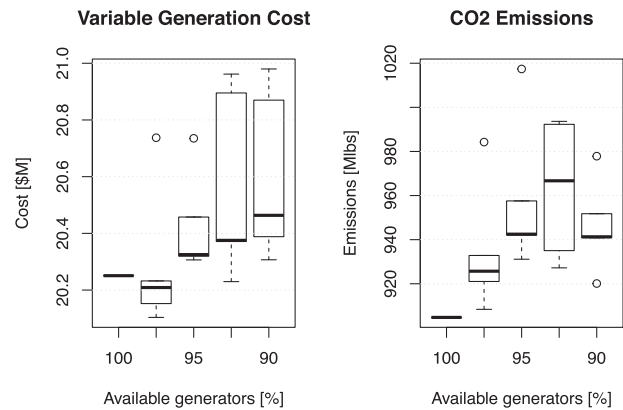 Variable Generation Cost
Cost [$M]
21.0
20.8
20.6
20.4
20.2
100 95 90
Available generators [%]
CO2 Emissions
Emissions [Mlbs]
1020
980
960
940
920
100 95 90
Available generators [%]